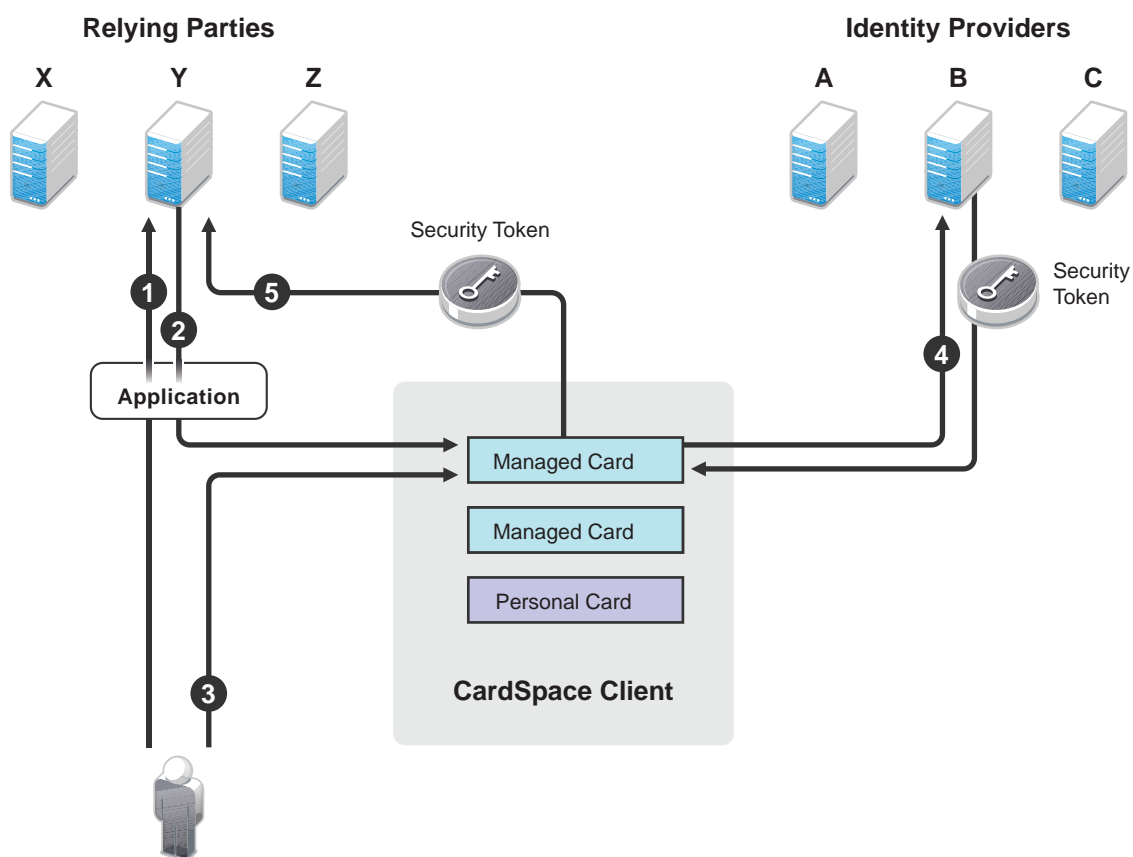 Relying Parties
Identity Providers
X
Y
Z
A
B
C
Security Token
Security
Token
1
5
2
4
Application
Managed Card
Managed Card
Personal Card
3
CardSpace Client